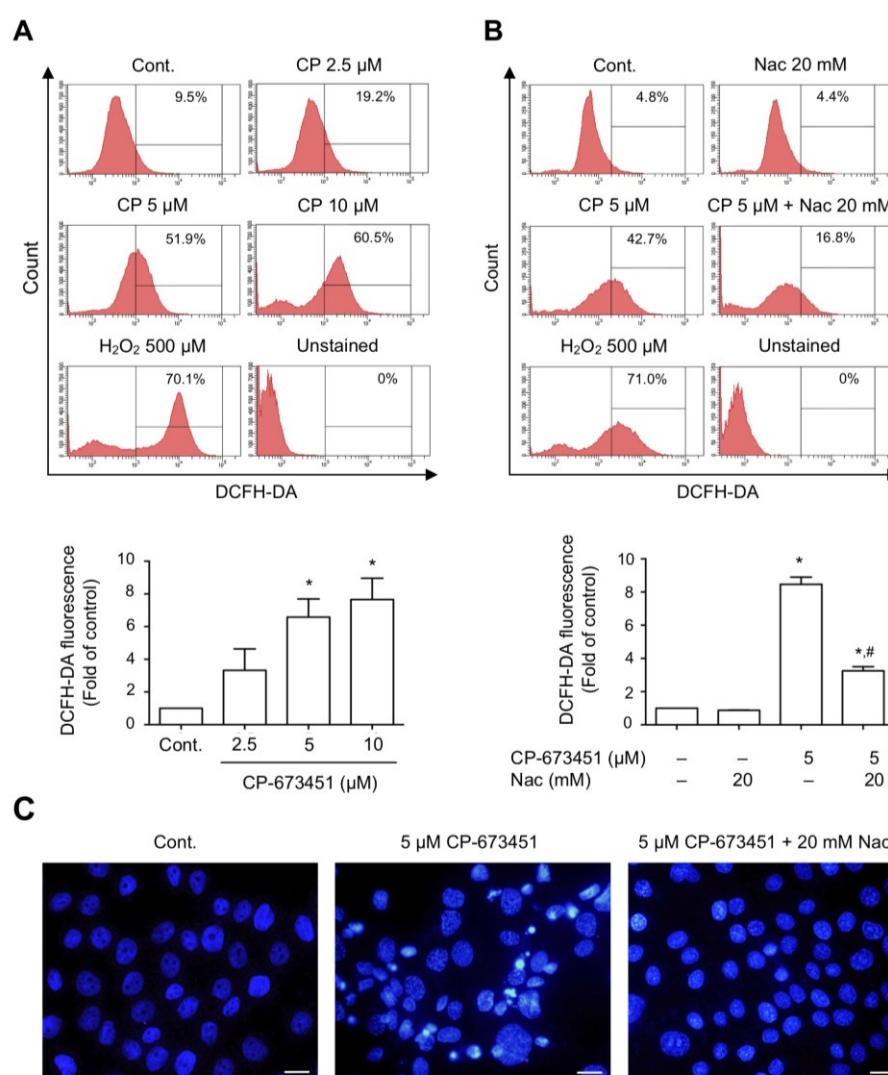 A
B
Cont.
CP 2.5 µM
9.5%
19.2%
CP 5 µM
CP 10 µM
51.9%
60.5%
H₂O₂ 500 µM
Unstained
70.1%
0%
Count
DCFH-DA
Cont.
Nac 20 mM
4.8%
4.4%
CP 5 µM
CP 5 µM + Nac 20 mM
42.7%
16.8%
H₂O₂ 500 µM
Unstained
71.0%
0%
Count
DCFH-DA
DCFH-DA fluorescence
(Fold of control)
10
8
6
4
2
0
*
*
Cont.
2.5
5
10
CP-673451 (µM)
DCFH-DA fluorescence
(Fold of control)
10
8
6
4
2
0
*
*,#
CP-673451 (µM) – – 5 5
Nac (mM) – 20 – 20
C
Cont.
5 µM CP-673451
5 µM CP-673451 + 20 mM Nac